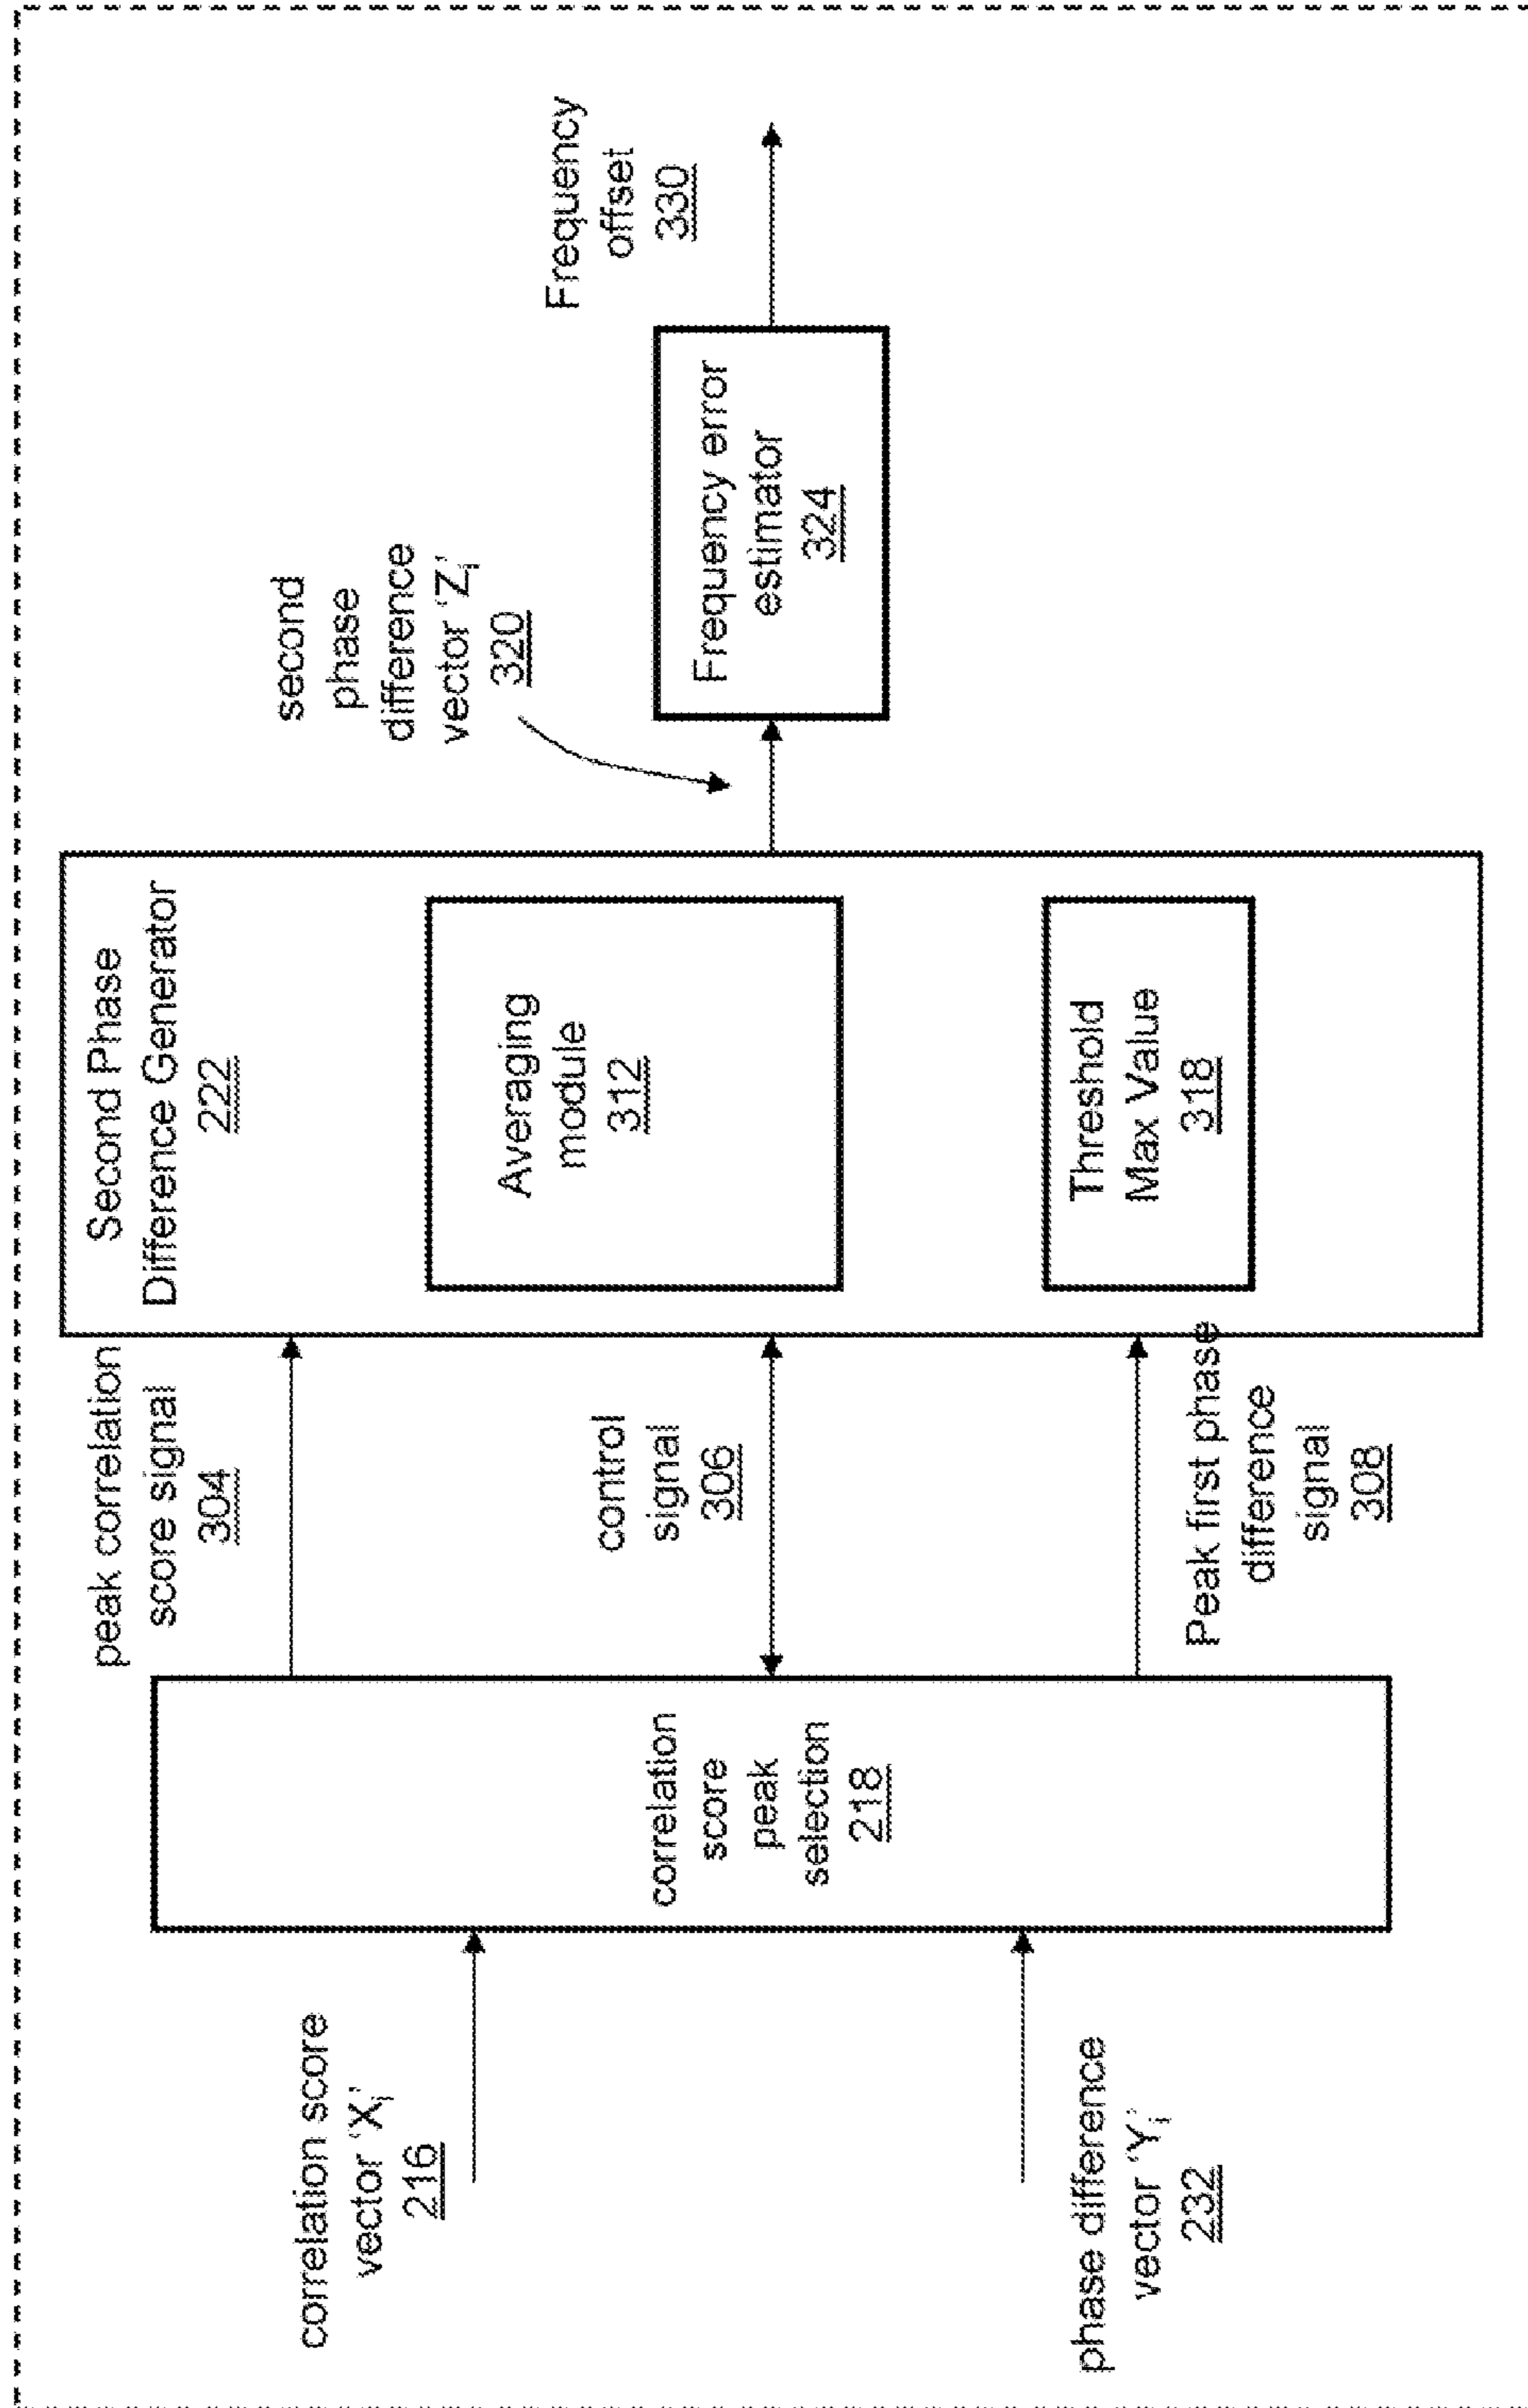 correlation score
vector 'Xi'
216
phase difference
vector 'Yi'
232
correlation
score
peak
selection
218
peak correlation
score signal
304
control
signal
306
Peak first phase
difference
signal
308
Second Phase
Difference Generator
222
Averaging
module
312
Threshold
Max Value
318
second
phase
difference
vector 'Zi'
320
Frequency error
estimator
324
Frequency
offset
330